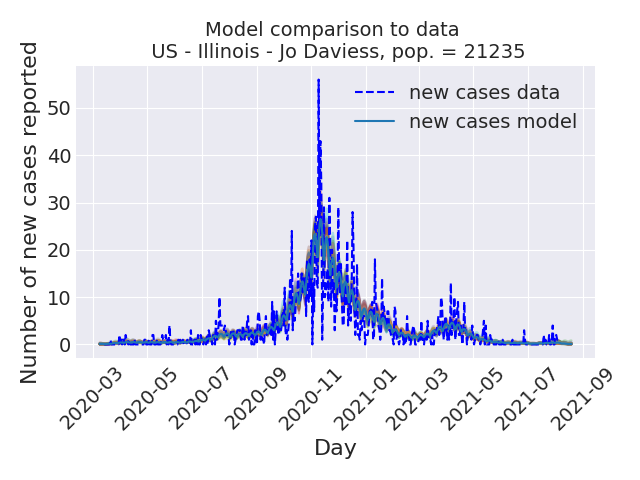 Model comparison to data
US - Illinois - Jo Daviess, pop. = 21235
new cases data
new cases model
Number of new cases reported
50
40
30
20
10
0
2020-03
2020-05
2020-07
2020-09
2020-11
2021-01
2021-03
2021-05
2021-07
2021-09
Day